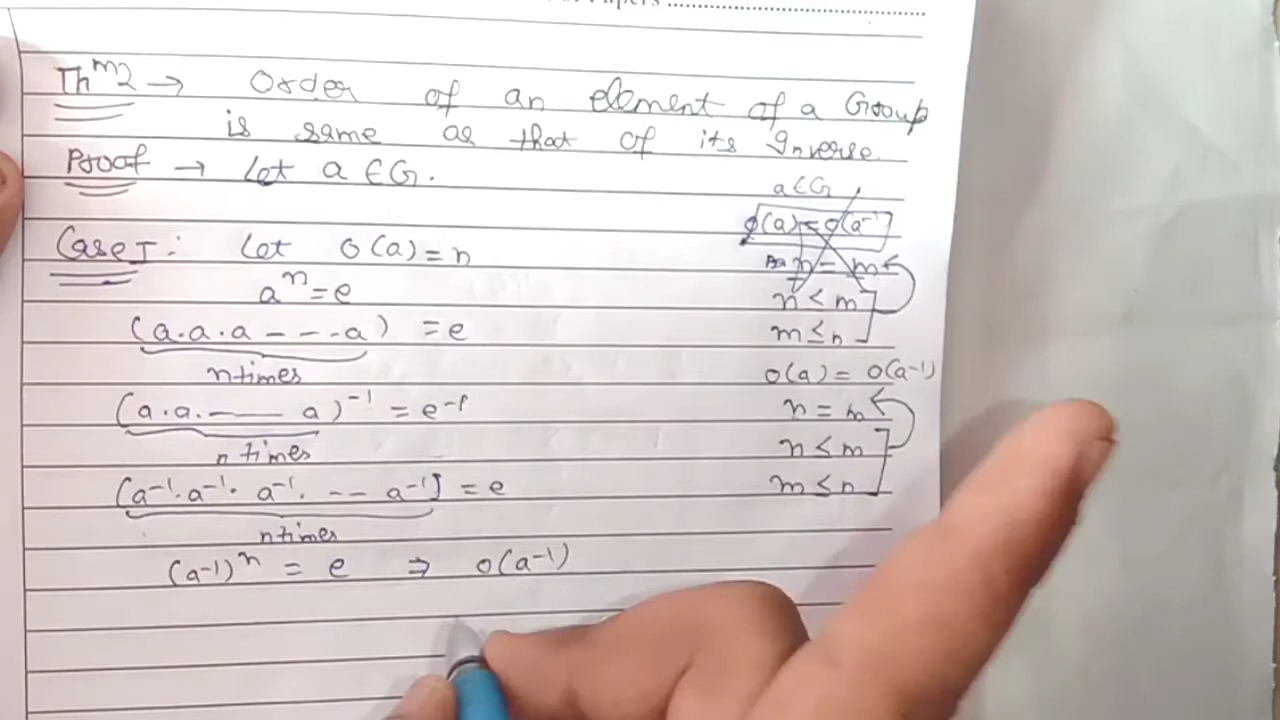 Thm2 → Order of an element of a Group
is same as that of its Inverse.
Proof → Let a ∈ G.
Case I : Let O(a) = n
aⁿ = e
(a.a.a - - - a) = e
n times
(a.a. —— a)⁻¹ = e⁻¹
n times
(a⁻¹. a⁻¹. a⁻¹. - - a⁻¹) = e
n times
(a-1)ⁿ = e ⇒ o(a-1)
a ∈ G
o(a) = o(a⁻¹)
n = m
n ≤ m
m ≤ n
o(a) = o(a-1)
n = m
n ≤ m
m ≤ n